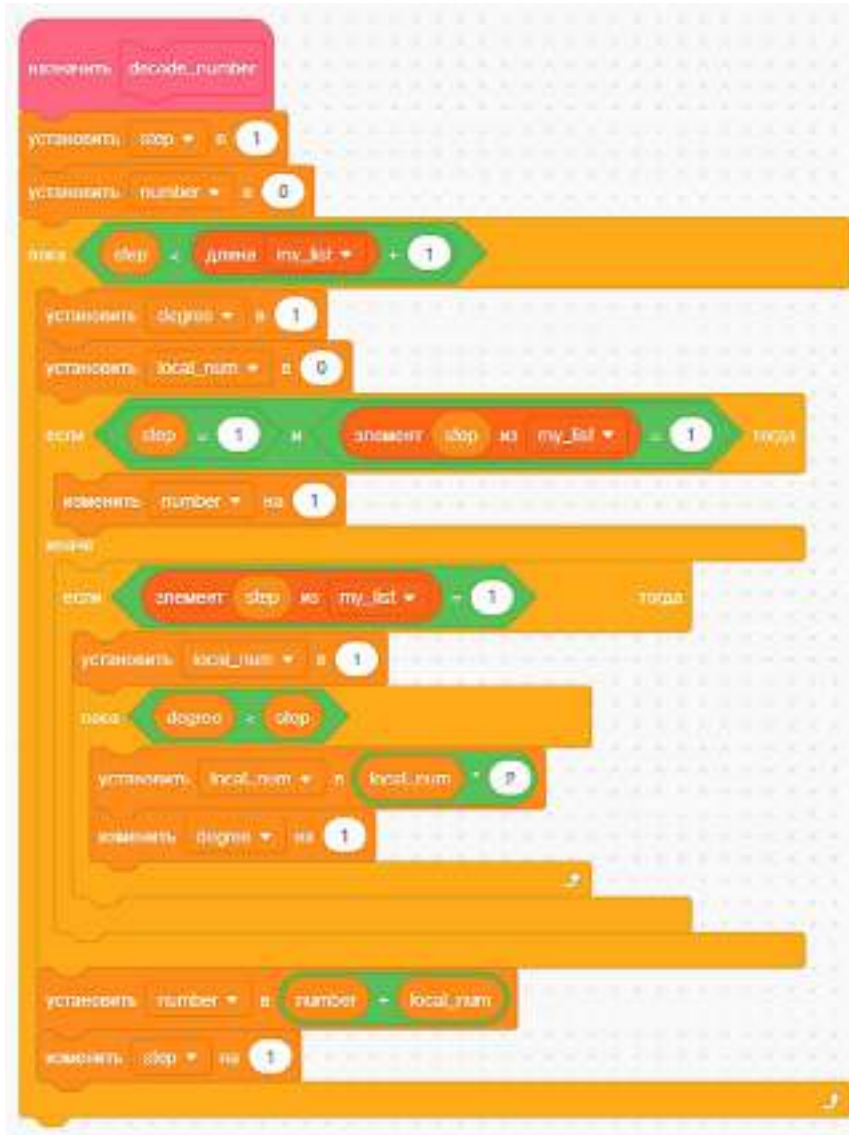 назначить decode_number
установить step в 1
установить number в 0
пока step < длина my_list + 1
установить degree в 1
установить local_num в 0
если step = 1 и элемент step из my_list = 1 тогда
изменить number на 1
иначе
если элемент step из my_list = 1 тогда
установить local_num в 1
пока degree < step
установить local_num в local_num * 2
изменить degree на 1
установить number в number + local_num
изменить step на 1